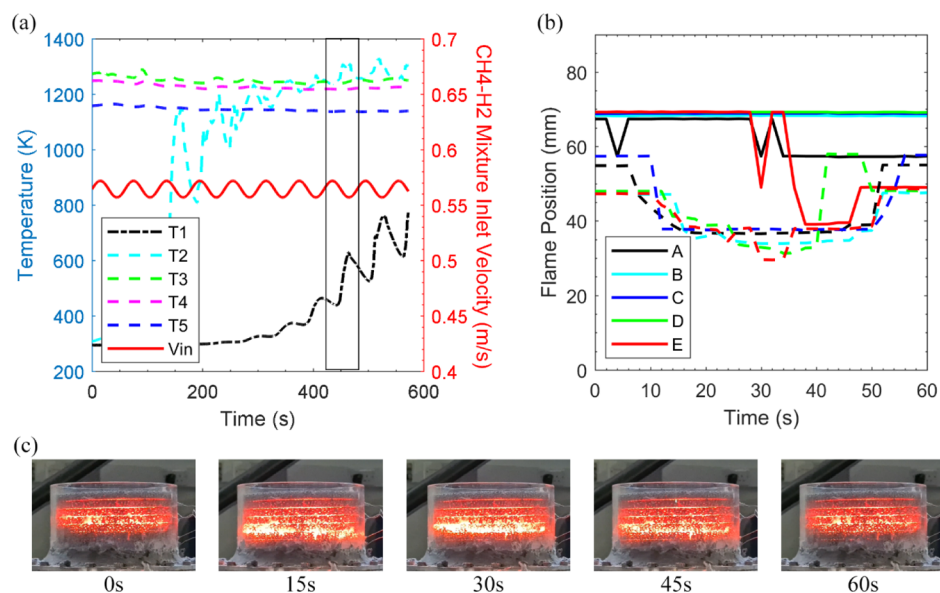 (a)
1400
1200
1000
800
600
400
200
Temperature (K)
0.7
0.65
0.6
0.55
0.5
0.45
0.4
CH4-H2 Mixture Inlet Velocity (m/s)
T1
T2
T3
T4
T5
Vin
0 200 400 600
Time (s)
(b)
80
60
40
20
0
Flame Position (mm)
A
B
C
D
E
0 10 20 30 40 50 60
Time (s)
(c)
0s 15s 30s 45s 60s